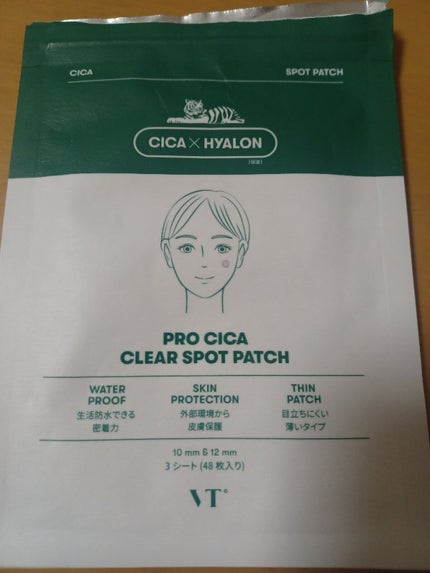 CICA
SPOT PATCH
CICA × HYALON
PRO CICA
CLEAR SPOT PATCH
WATER
PROOF
生活防水できる
密着力
SKIN
PROTECTION
外部環境から
皮膚保護
THIN
PATCH
目立ちにくい
薄いタイプ
10 mm & 12 mm
3 シート (48 枚入り)
VT®